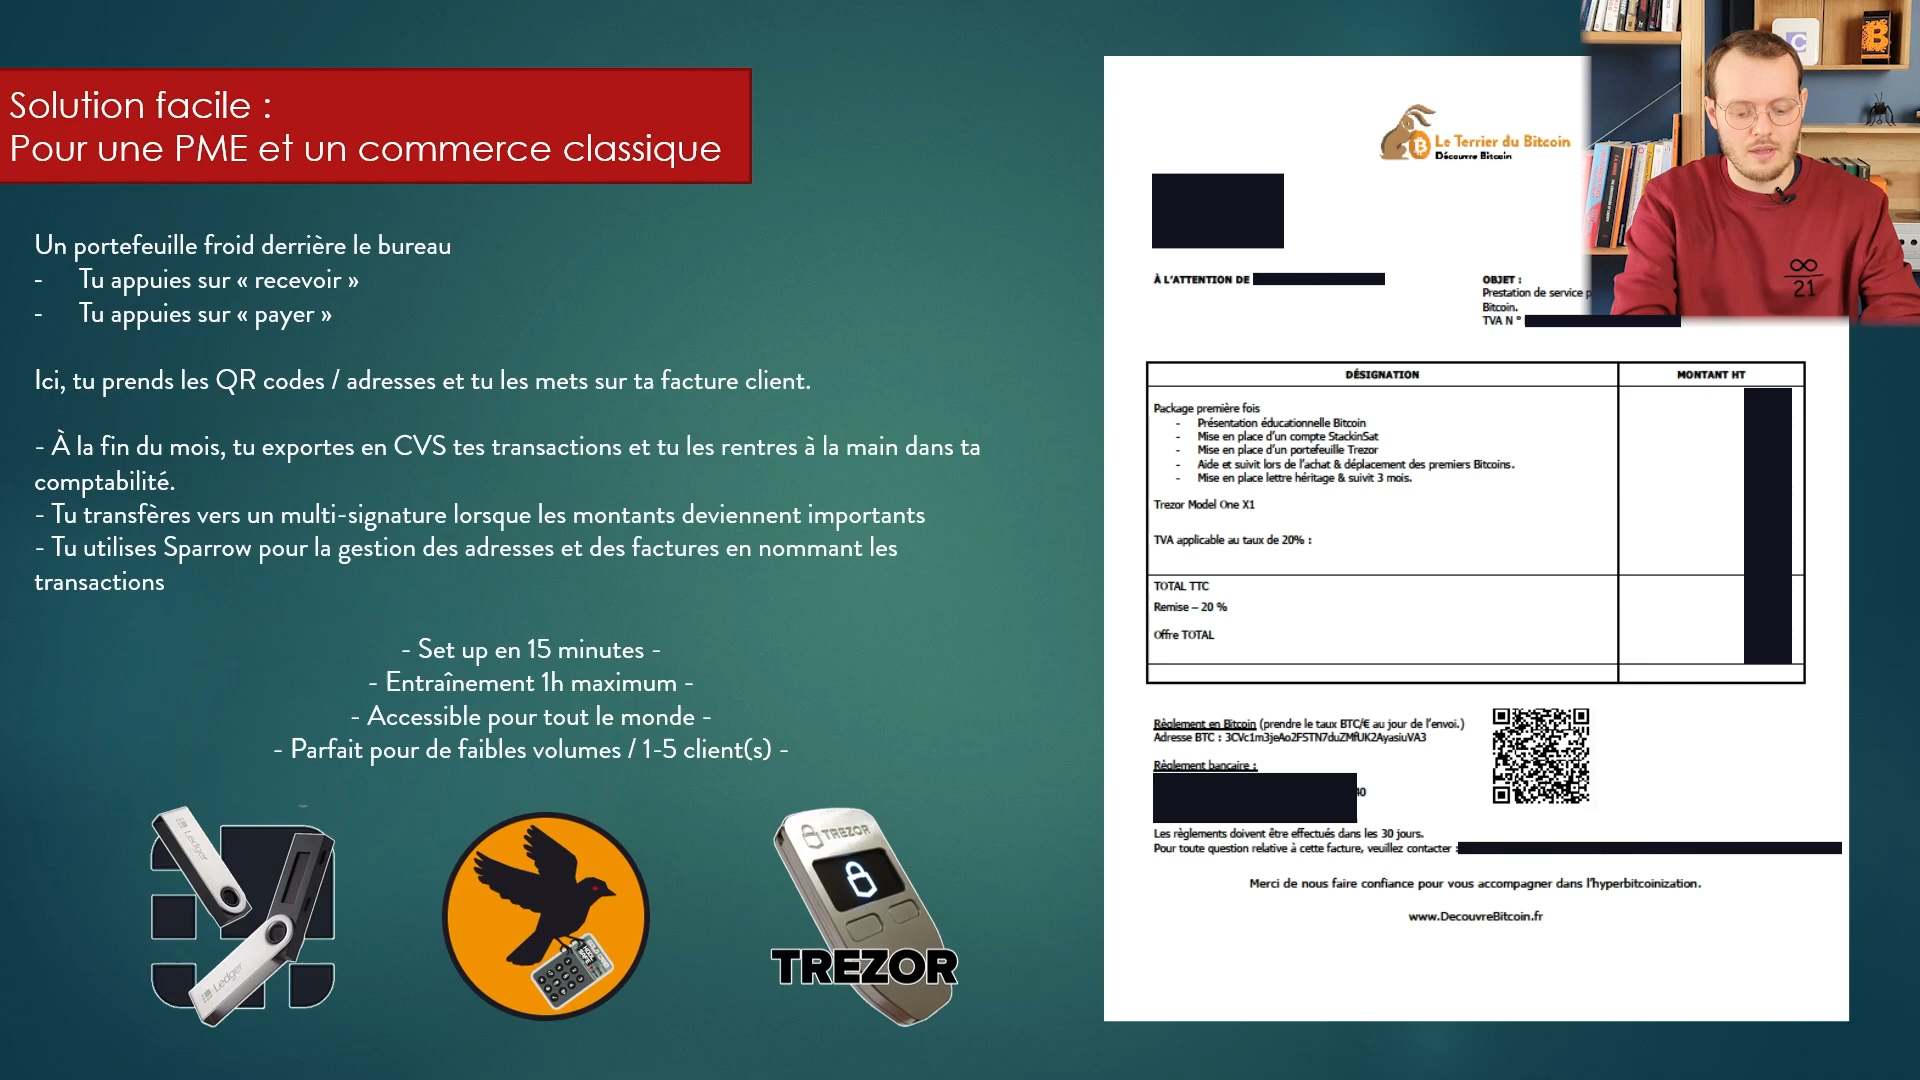 Solution facile :
Pour une PME et un commerce classique
Un portefeuille froid derrière le bureau
- Tu appuies sur « recevoir »
- Tu appuies sur « payer »
Ici, tu prends les QR codes / adresses et tu les mets sur ta facture client.
- À la fin du mois, tu exportes en CVS tes transactions et tu les rentres à la main dans ta
comptabilité.
- Tu transfères vers un multi-signature lorsque les montants deviennent importants
- Tu utilises Sparrow pour la gestion des adresses et des factures en nommant les
transactions
- Set up en 15 minutes -
- Entraînement 1h maximum -
- Accessible pour tout le monde -
- Parfait pour de faibles volumes / 1-5 client(s) -
Ledger
Ledger
TREZOR
TREZOR
Le Terrier du Bitcoin
Découvre Bitcoin
À L'ATTENTION DE
OBJET :
Prestation de service p
Bitcoin.
TVA N °
DÉSIGNATION
MONTANT HT
Package première fois
- Présentation éducationnelle Bitcoin
- Mise en place d'un compte StackinSat
- Mise en place d'un portefeuille Trezor
- Aide et suivit lors de l'achat & déplacement des premiers Bitcoins.
- Mise en place lettre héritage & suivit 3 mois.
Trezor Model One X1
TVA applicable au taux de 20% :
TOTAL TTC
Remise – 20 %
Offre TOTAL
Règlement en Bitcoin (prendre le taux BTC/€ au jour de l'envoi.)
Adresse BTC : 3CVc1m3jeAo2FSTN7duZMfUK2AyasiuVA3
Règlement bancaire :
40
Les règlements doivent être effectués dans les 30 jours.
Pour toute question relative à cette facture, veuillez contacter :
Merci de nous faire confiance pour vous accompagner dans l'hyperbitcoinization.
www.DecouvreBitcoin.fr
∞
21